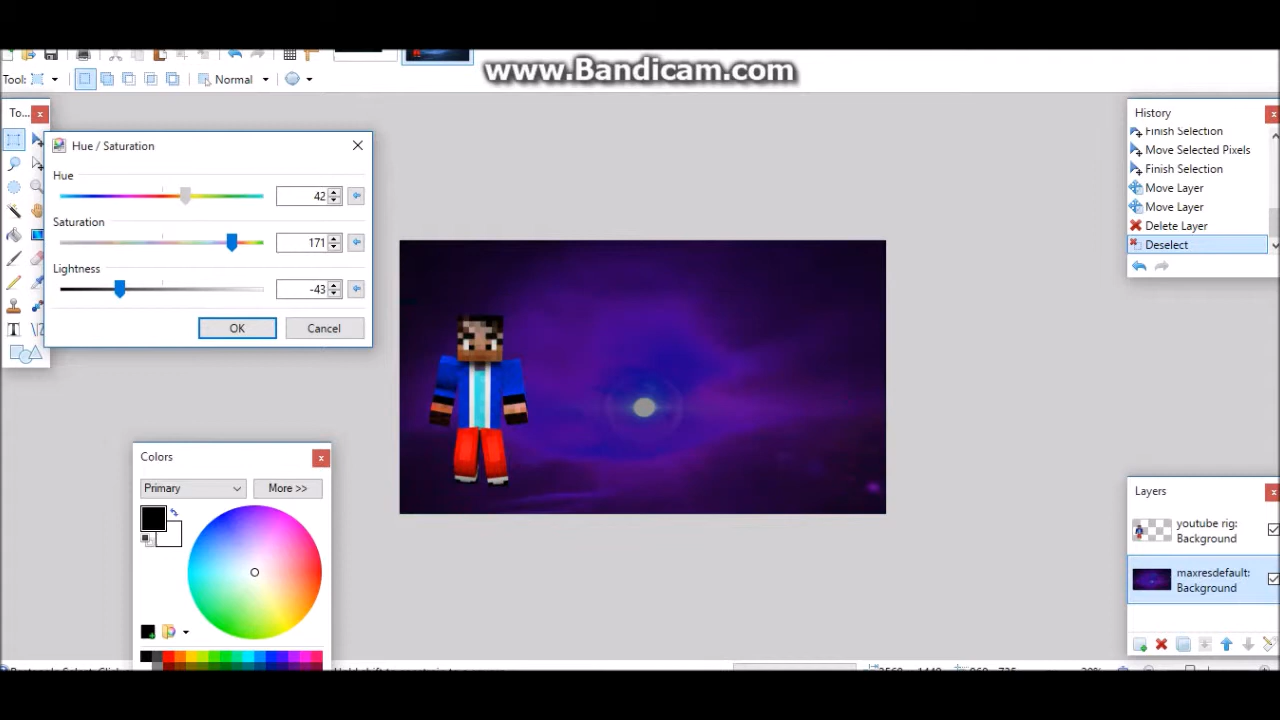 www.Bandicam.com
Tool:
Normal
To...
Hue / Saturation
Hue
42
Saturation
171
Lightness
-43
OK
Cancel
History
Finish Selection
Move Selected Pixels
Finish Selection
Move Layer
Move Layer
Delete Layer
Deselect
Colors
Primary
More >>
Layers
youtube rig:
Background
maxresdefault:
Background